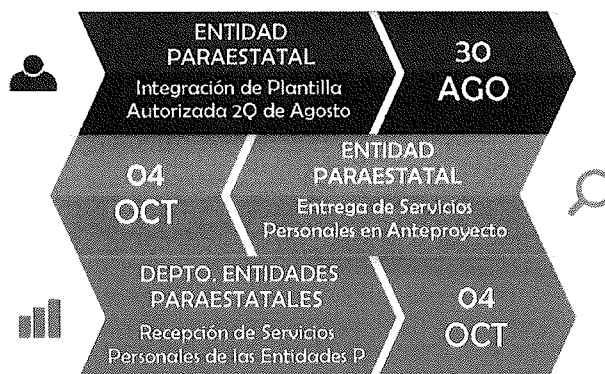 ENTIDAD
PARAESTATAL
Integración de Plantilla
Autorizada 2Q de Agosto
30
AGO
04
OCT
ENTIDAD
PARAESTATAL
Entrega de Servicios
Personales en Anteproyecto
DEPTO. ENTIDADES
PARAESTATALES
Recepción de Servicios
Personales de las Entidades P
04
OCT